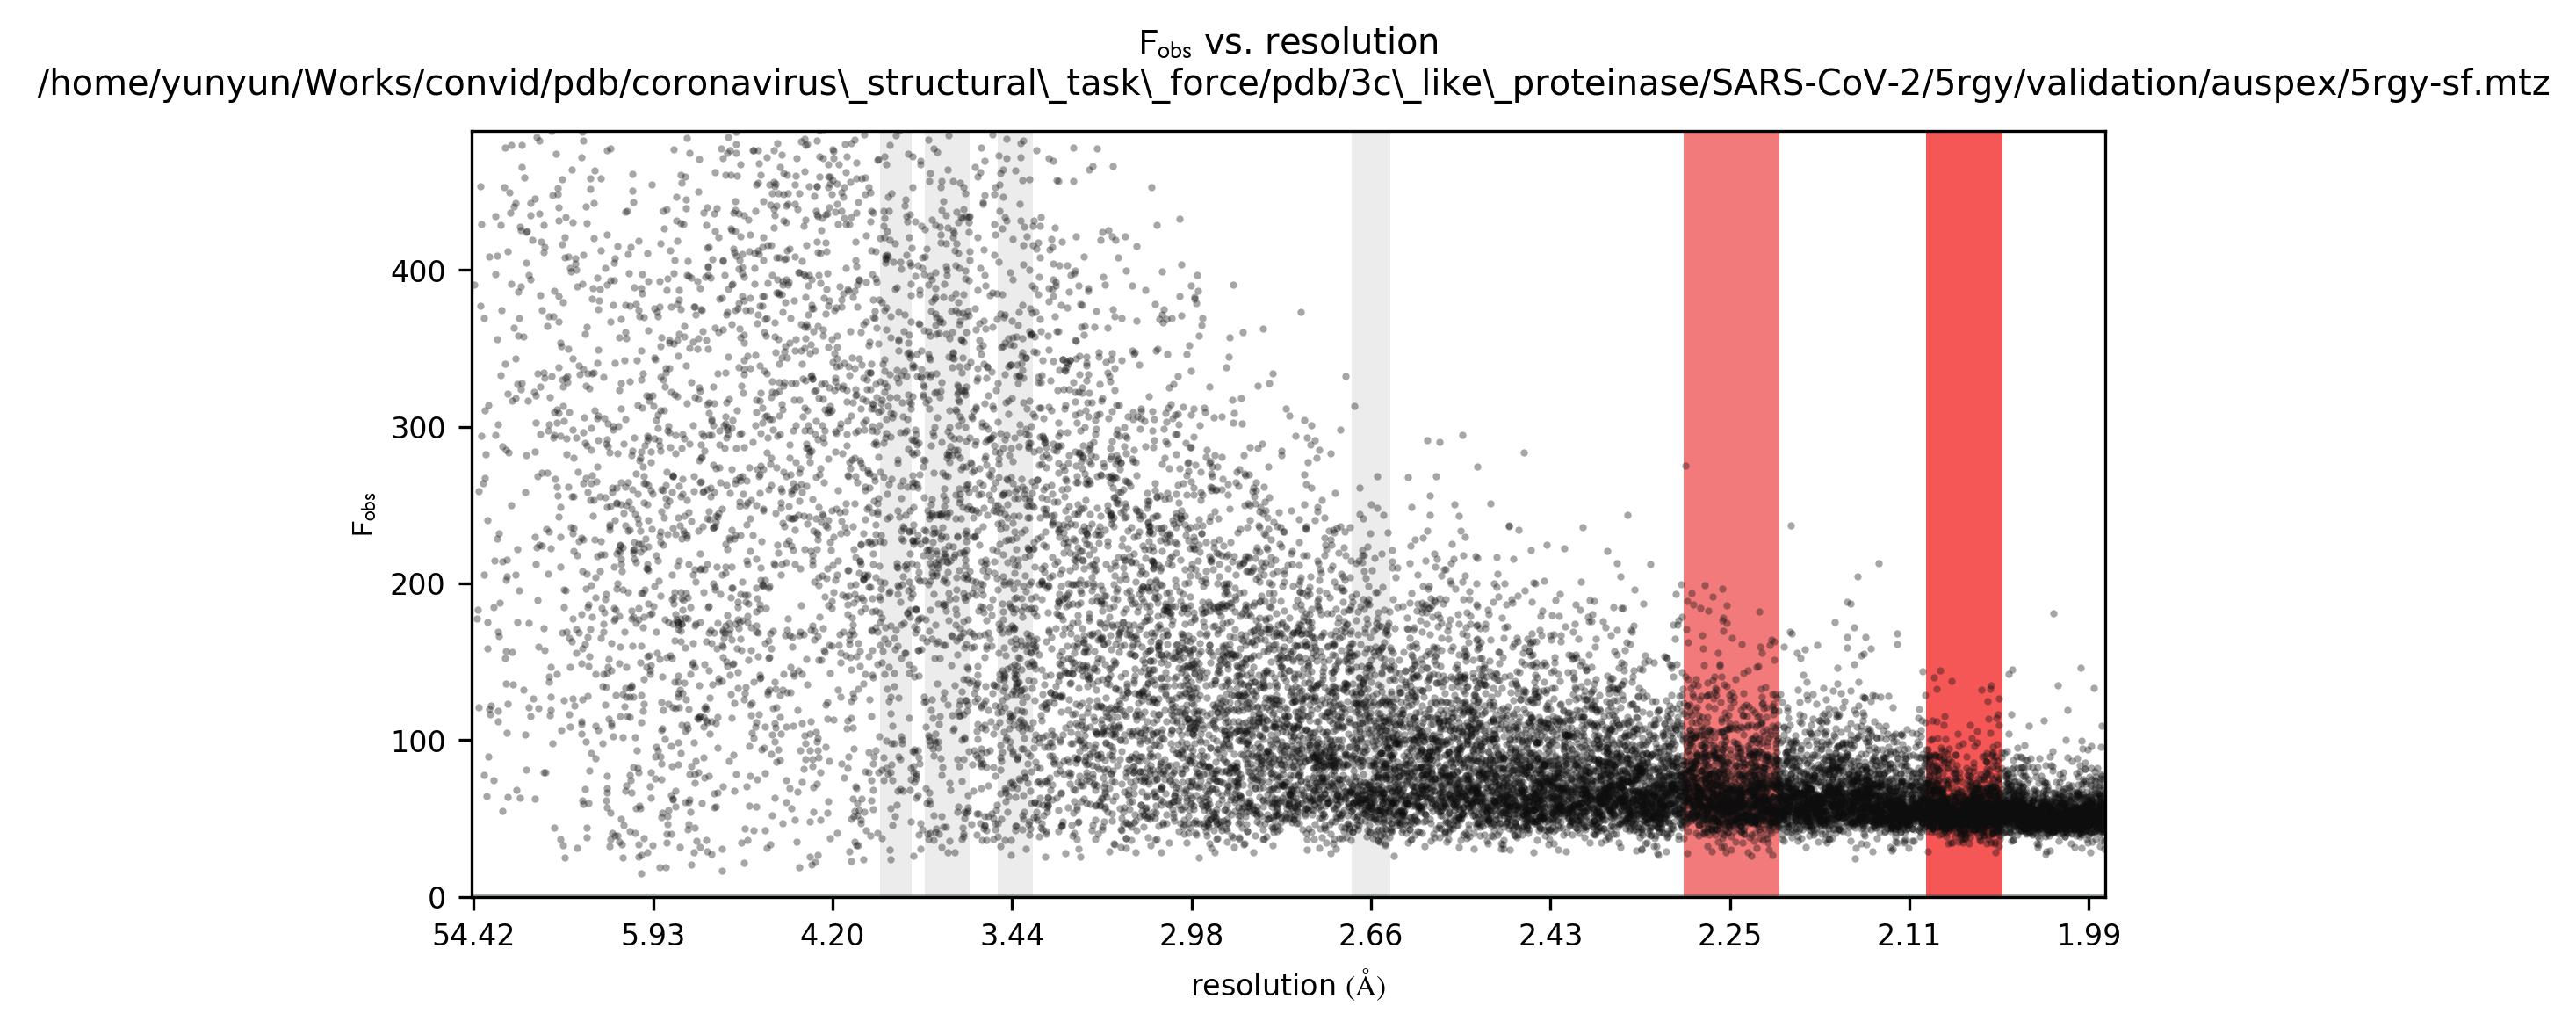 Fobs vs. resolution
/home/yunyun/Works/convid/pdb/coronavirus\_structural\_task\_force/pdb/3c\_like\_proteinase/SARS-CoV-2/5rgy/validation/auspex/5rgy-sf.mtz
400
300
Fobs
200
100
0
54.42 5.93 4.20 3.44 2.98 2.66 2.43 2.25 2.11 1.99
resolution (Å)